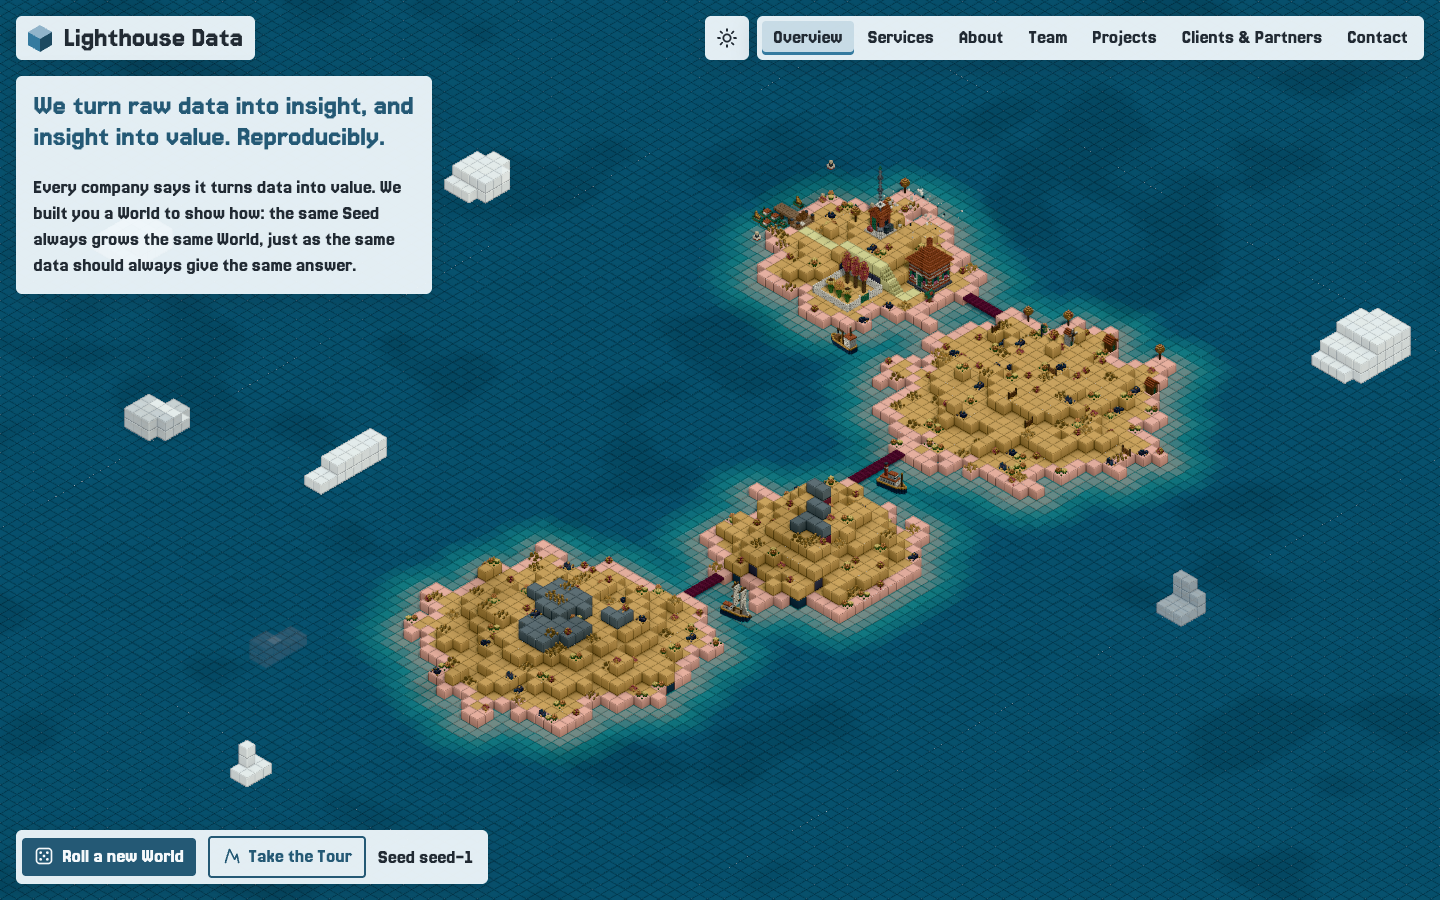 Lighthouse Data
Overview Services About Team Projects Clients & Partners Contact
We turn raw data into insight, and
insight into value. Reproducibly.
Every company says it turns data into value. We
built you a World to show how: the same Seed
always grows the same World, just as the same
data should always give the same answer.
Roll a new World
Take the Tour
Seed seed-1